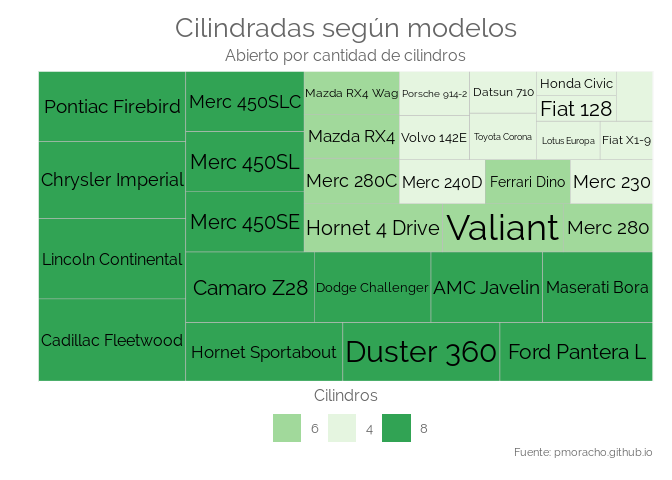 Cilindradas según modelos
Abierto por cantidad de cilindros
Pontiac Firebird
Chrysler Imperial
Lincoln Continental
Cadillac Fleetwood
Merc 450SLC
Merc 450SL
Merc 450SE
Mazda RX4 Wag
Mazda RX4
Merc 280C
Hornet 4 Drive
Valiant
Merc 280
Ferrari Dino
Porsche 914-2
Volvo 142E
Merc 240D
Datsun 710
Toyota Corona
Honda Civic
Fiat 128
Lotus Europa
Fiat X1-9
Merc 230
Camaro Z28
Dodge Challenger
AMC Javelin
Maserati Bora
Hornet Sportabout
Duster 360
Ford Pantera L
Cilindros
6 4 8
Fuente: pmoracho.github.io